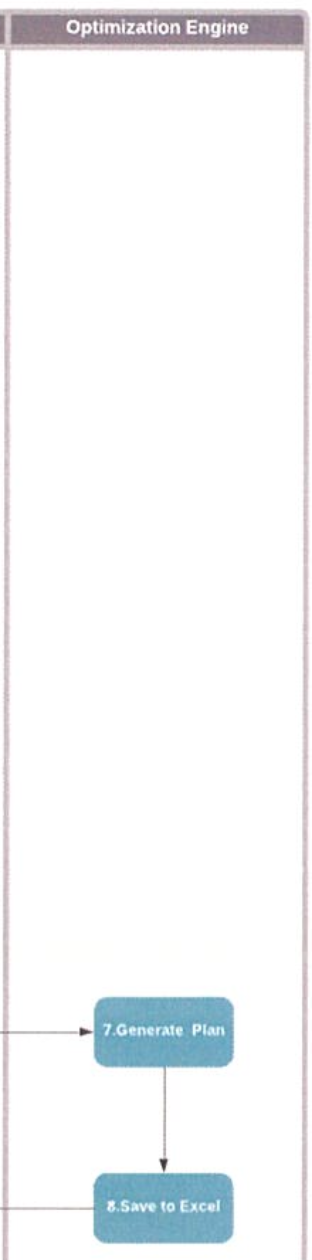 Optimization Engine
7.Generate Plan
8.Save to Excel